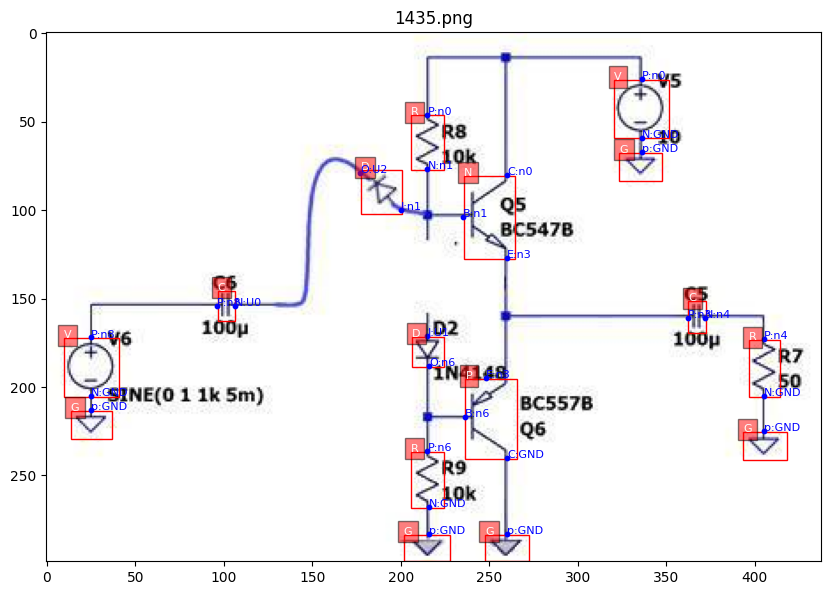 1435.png
0
50
100
150
200
250
0
50
100
150
200
250
300
350
400
V
P:n0
V5
10
N:GND
G
p:GND
R
P:n0
R8
10k
N:n1
N
C:n0
Q5
BC547B
B:n1
E:n3
O:U2
I:n1
C6
C
N:U0
100µ
V
P:n8
V6
SINE(0 1 1k 5m)
N:GND
G
p:GND
D
D2
I:U1
1N4148
O:n6
P
BC557B
Q6
B:n6
C:GND
R
P:n6
R9
10k
N:GND
G
p:GND
G
p:GND
C5
C
P:n3
N:n4
100µ
R
P:n4
R7
50
N:GND
G
p:GND